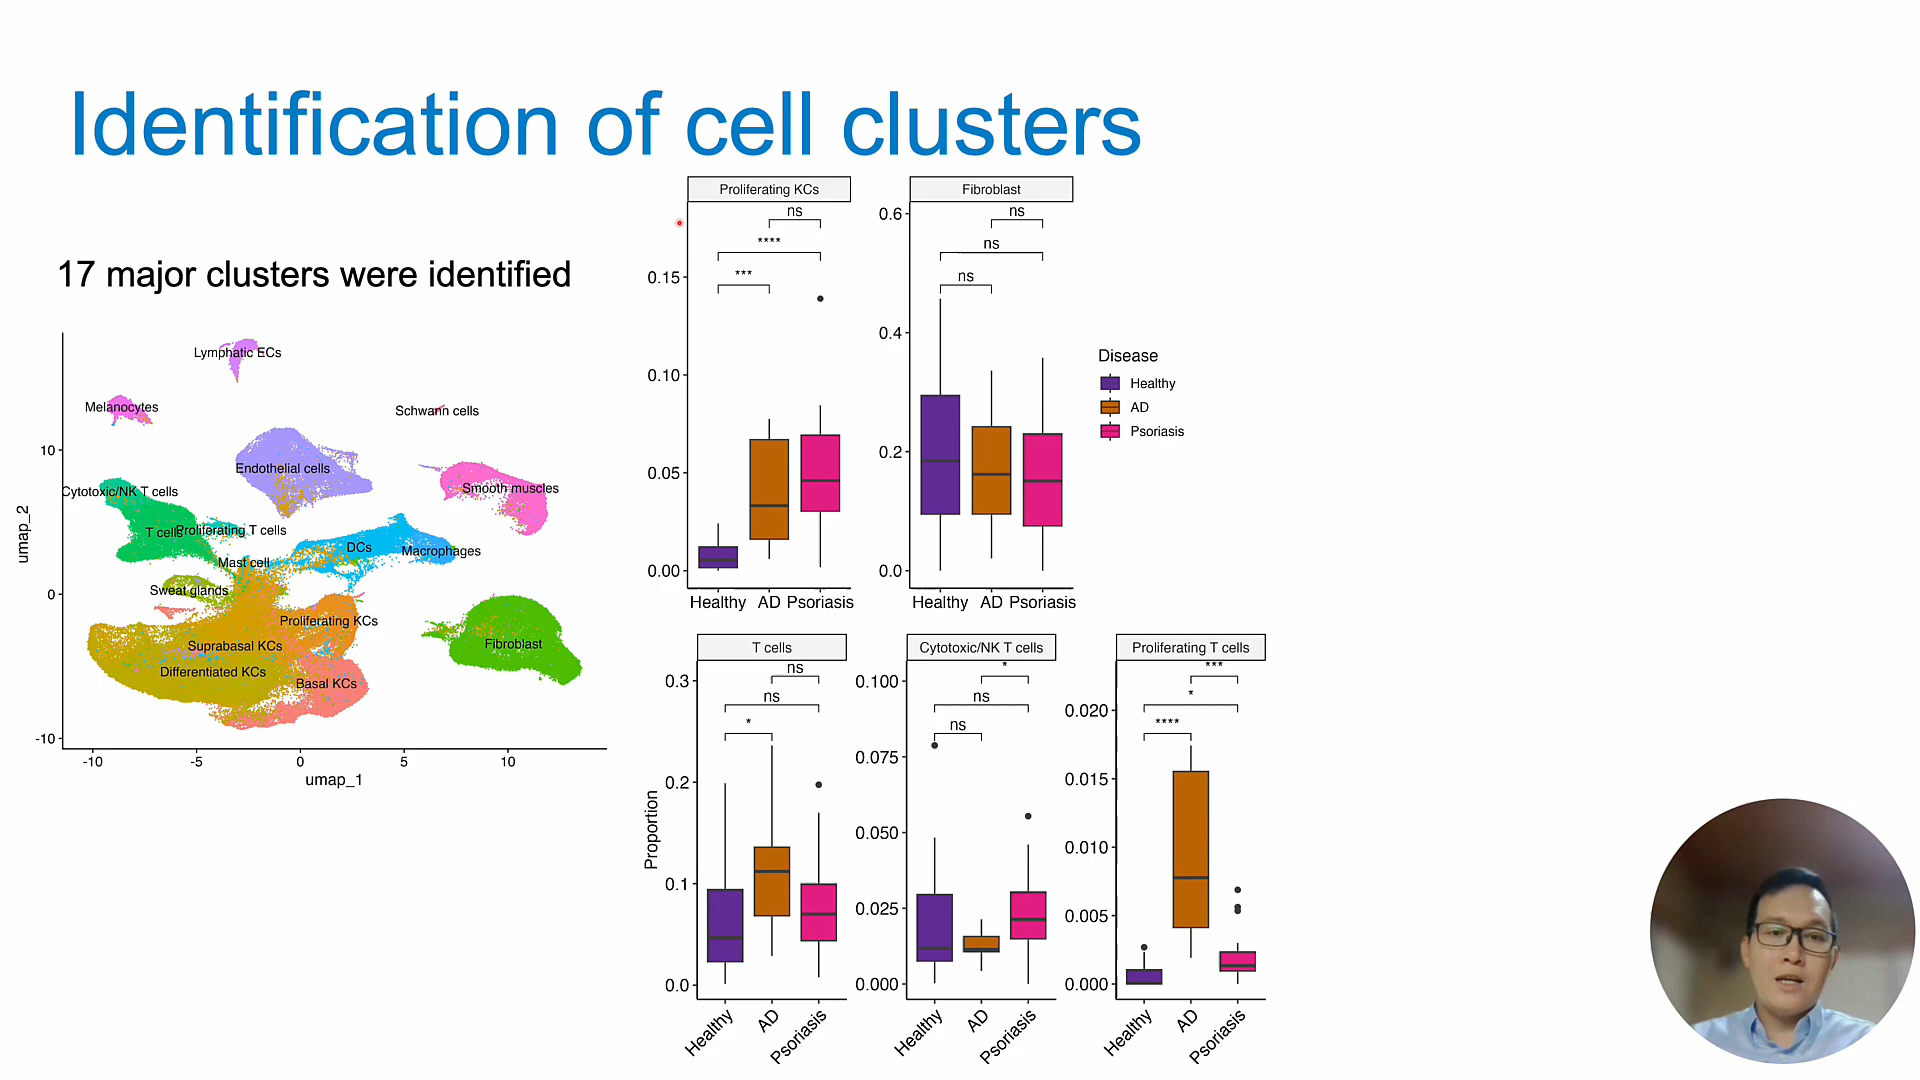 Identification of cell clusters
17 major clusters were identified
Lymphatic ECs
Melanocytes
Schwann cells
Endothelial cells
Cytotoxic/NK T cells
Smooth muscles
T cells
Proliferating T cells
DCs
Macrophages
Mast cell
Sweat glands
Proliferating KCs
Suprabasal KCs
Fibroblast
Differentiated KCs
Basal KCs
umap_2
10
0
-10
-10 -5 0 5 10
umap_1
Proliferating KCs
ns
****
***
0.15
0.10
0.05
0.00
Healthy AD Psoriasis
Fibroblast
ns
ns
ns
0.6
0.4
0.2
0.0
Healthy AD Psoriasis
Disease
Healthy
AD
Psoriasis
Proportion
T cells
ns
ns
*
0.3
0.2
0.1
0.0
Healthy AD Psoriasis
Cytotoxic/NK T cells
*
ns
ns
0.100
0.075
0.050
0.025
0.000
Healthy AD Psoriasis
Proliferating T cells
***
*
****
0.020
0.015
0.010
0.005
0.000
Healthy AD Psoriasis